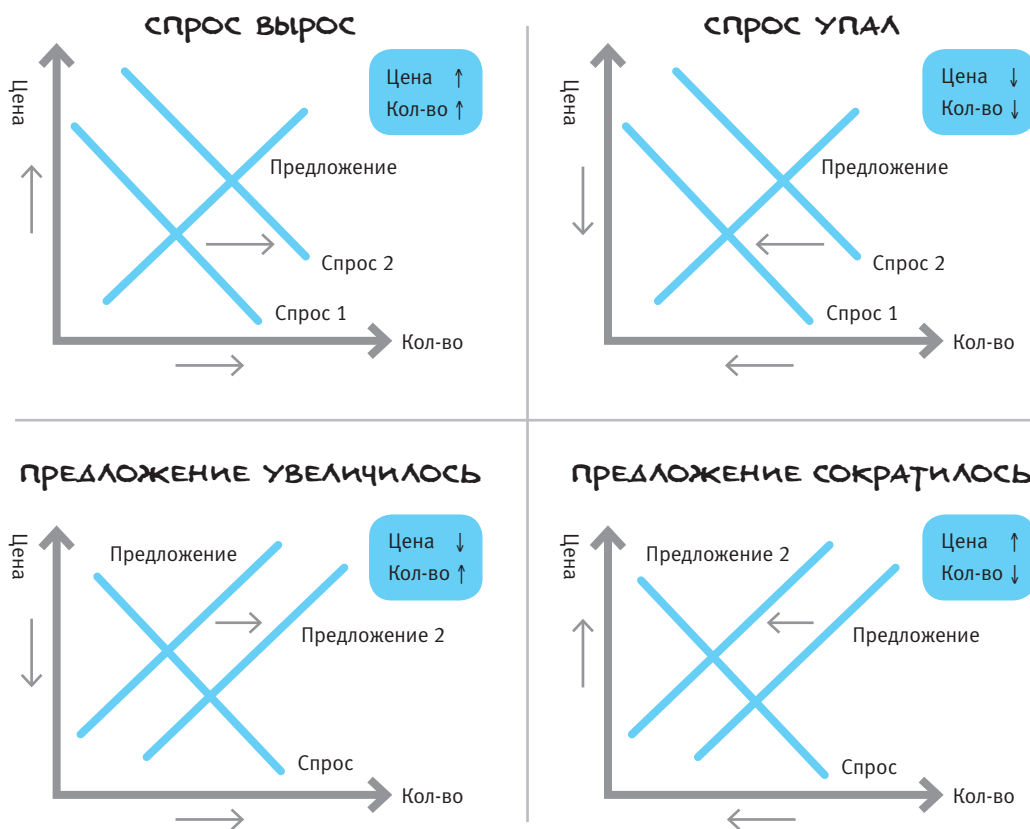 СПРОС ВЫРОС
Цена
Цена ↑
Кол-во ↑
Предложение
Спрос 2
Спрос 1
Кол-во
СПРОС УПАЛ
Цена
Цена ↓
Кол-во ↓
Предложение
Спрос 2
Спрос 1
Кол-во
ПРЕДЛОЖЕНИЕ УВЕЛИЧИЛОСЬ
Цена
Цена ↓
Кол-во ↑
Предложение
Предложение 2
Спрос
Кол-во
ПРЕДЛОЖЕНИЕ СОКРАТИЛОСЬ
Цена
Цена ↑
Кол-во ↓
Предложение 2
Предложение
Спрос
Кол-во